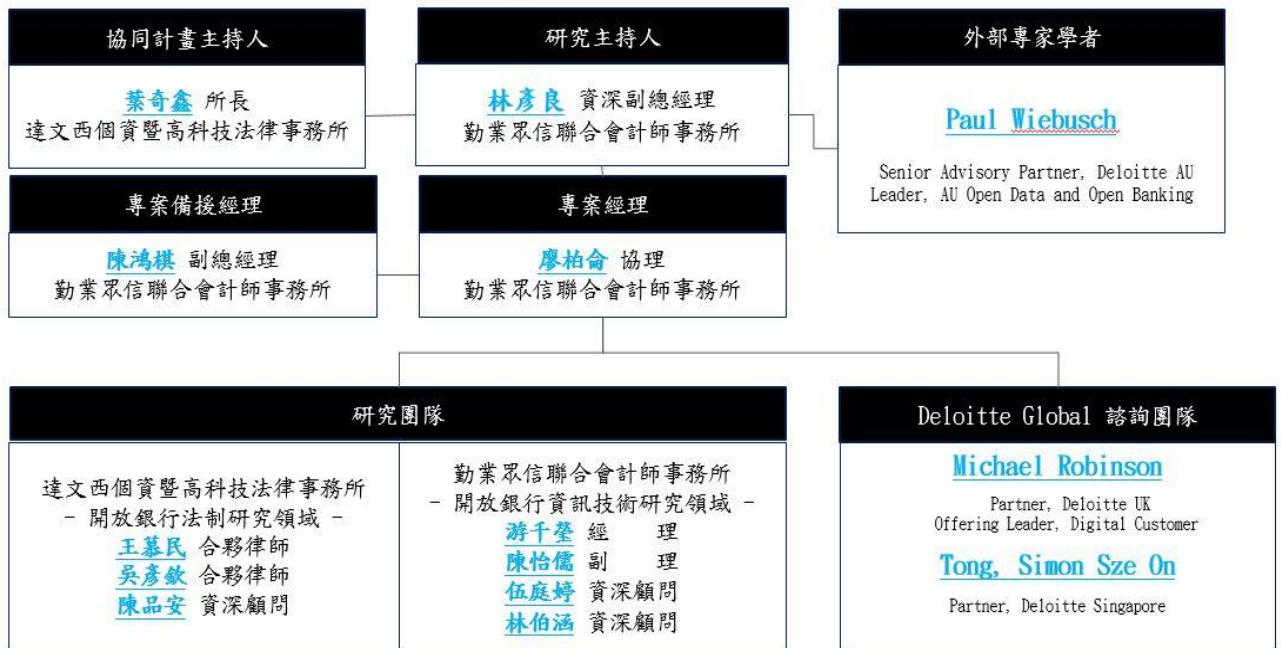 協同計畫主持人
葉奇鑫 所長
達文西個資暨高科技法律事務所
研究主持人
林彥良 資深副總經理
勤業眾信聯合會計師事務所
外部專家學者
Paul Wiebusch
Senior Advisory Partner, Deloitte AU
Leader, AU Open Data and Open Banking
專案備援經理
陳鴻棋 副總經理
勤業眾信聯合會計師事務所
專案經理
廖柏侖 協理
勤業眾信聯合會計師事務所
研究團隊
達文西個資暨高科技法律事務所
- 開放銀行法制研究領域 -
王慕民 合夥律師
吳彥欽 合夥律師
陳品安 資深顧問
勤業眾信聯合會計師事務所
- 開放銀行資訊技術研究領域 -
游千瑩 經 理
陳怡儒 副 理
伍庭婷 資深顧問
林伯涵 資深顧問
Deloitte Global 諮詢團隊
Michael Robinson
Partner, Deloitte UK
Offering Leader, Digital Customer
Tong, Simon Sze On
Partner, Deloitte Singapore